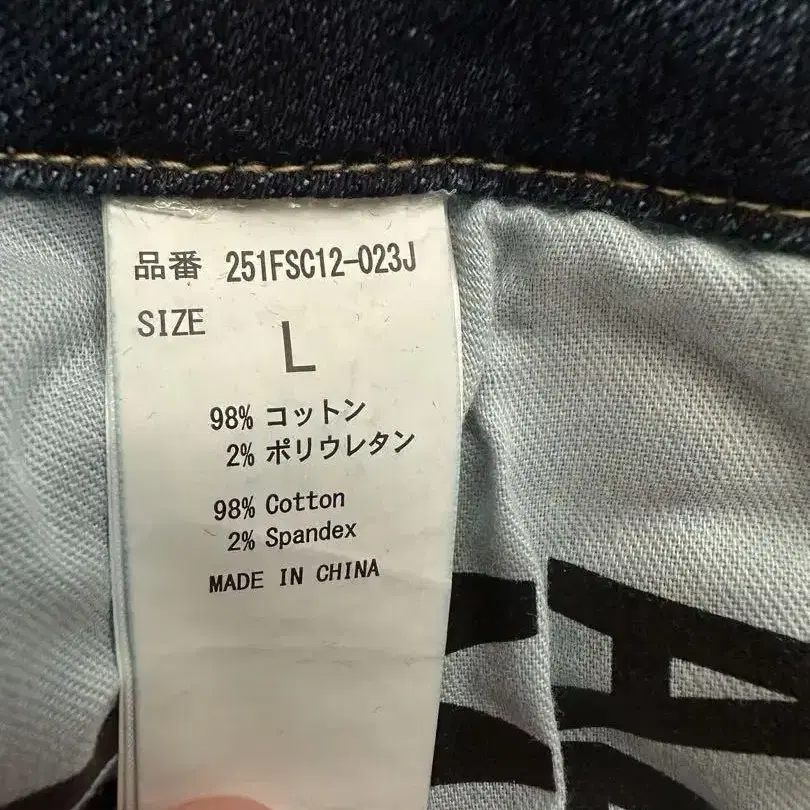 品番 251FSC12-023J
SIZE
L
98% コットン
2% ポリウレタン
98% Cotton
2% Spandex
MADE IN CHINA